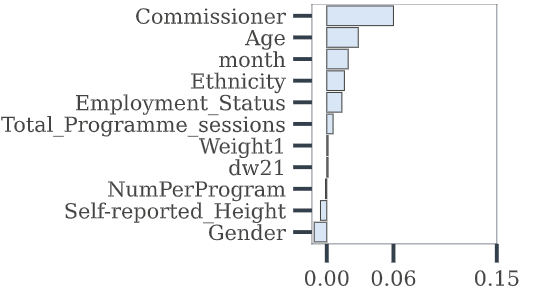 Commissioner
Age
month
Ethnicity
Employment_Status
Total_Programme_sessions
Weight1
dw21
NumPerProgram
Self-reported_Height
Gender
0.00 0.06 0.15